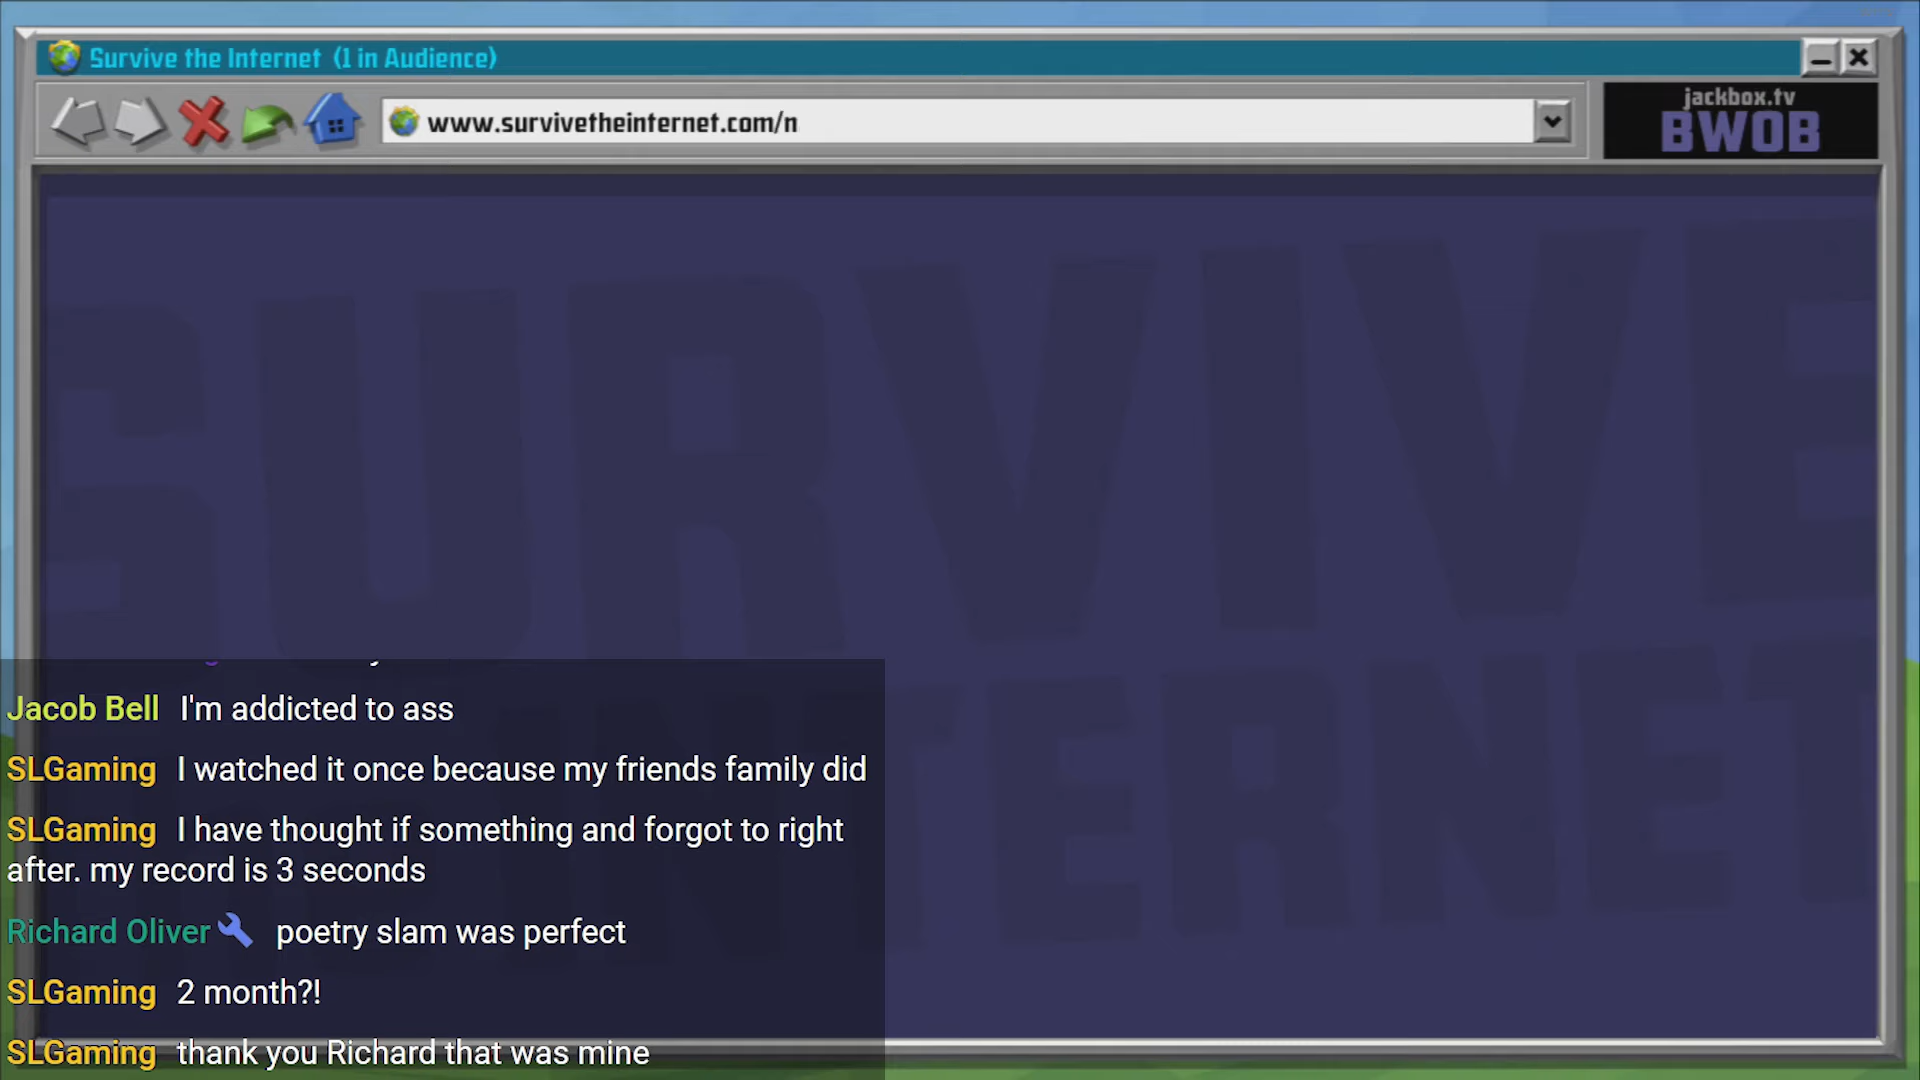 Survive the Internet (1 in Audience)
www.survivetheinternet.com/n
jackbox.tv
BWOB
SURVIVE
THE INTERNET
Jacob Bell I'm addicted to ass
SLGaming I watched it once because my friends family did
SLGaming I have thought if something and forgot to right
after. my record is 3 seconds
Richard Oliver poetry slam was perfect
SLGaming 2 month?!
SLGaming thank you Richard that was mine